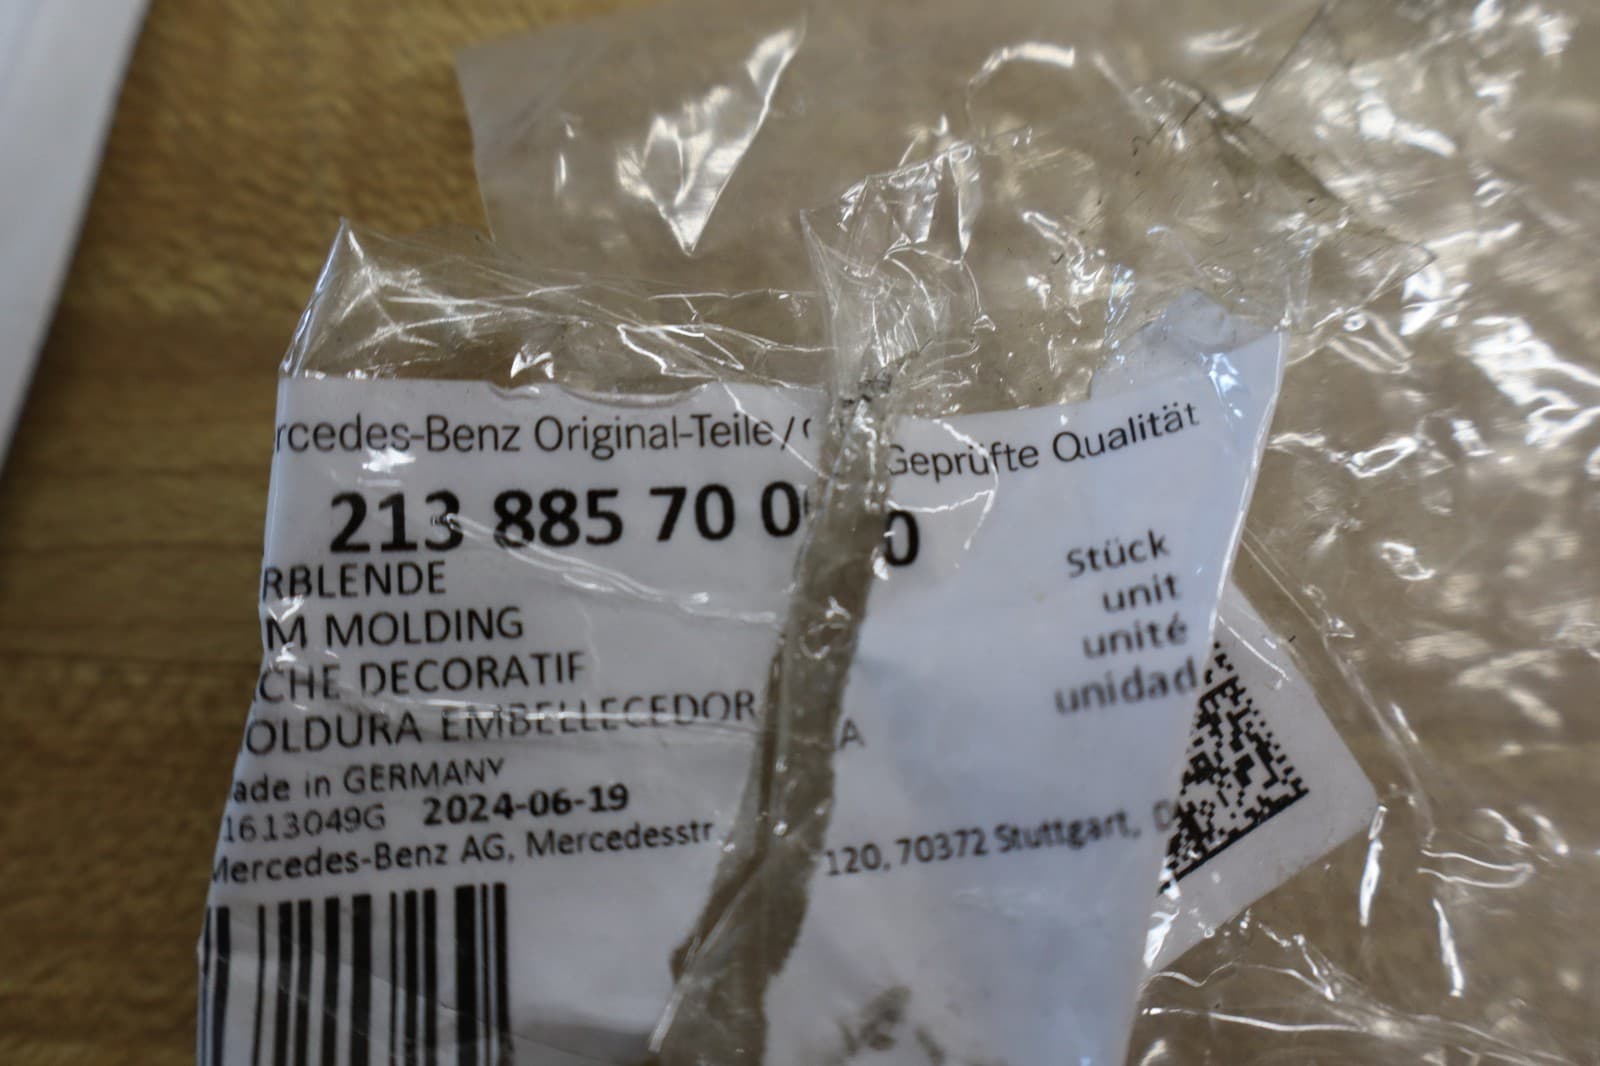 rcedes-Benz Original-Teile / Geprüfte Qualität
213 885 70 0 0
RBLENDE
Stück
M MOLDING
unit
CHE DECORATIF
unité
OLDURA EMBELLECEDOR A
unidad
ade in GERMANY
1613049G 2024-06-19
Mercedes-Benz AG, Mercedesstr 120, 70372 Stuttgart, D